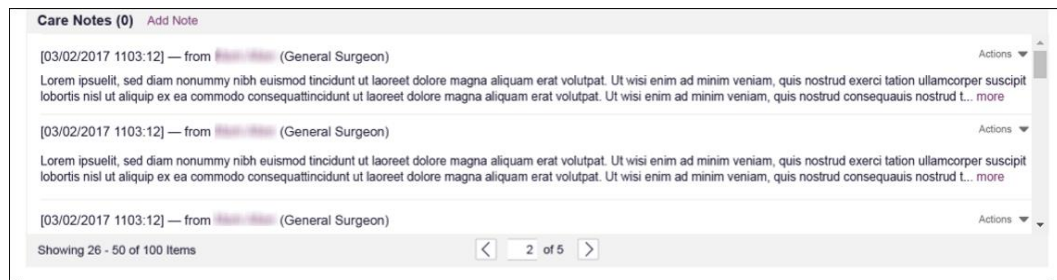 Care Notes (0) Add Note
[03/02/2017 1103:12] — from (General Surgeon) Actions
Lorem ipsuelit, sed diam nonummy nibh euismod tincidunt ut laoreet dolore magna aliquam erat volutpat. Ut wisi enim ad minim veniam, quis nostrud exerci tation ullamcorper suscipit
lobortis nisl ut aliquip ex ea commodo consequattincidunt ut laoreet dolore magna aliquam erat volutpat. Ut wisi enim ad minim veniam, quis nostrud consequauis nostrud t... more
[03/02/2017 1103:12] — from (General Surgeon) Actions
Lorem ipsuelit, sed diam nonummy nibh euismod tincidunt ut laoreet dolore magna aliquam erat volutpat. Ut wisi enim ad minim veniam, quis nostrud exerci tation ullamcorper suscipit
lobortis nisl ut aliquip ex ea commodo consequattincidunt ut laoreet dolore magna aliquam erat volutpat. Ut wisi enim ad minim veniam, quis nostrud consequauis nostrud t... more
[03/02/2017 1103:12] — from (General Surgeon) Actions
Showing 26 - 50 of 100 Items 2 of 5